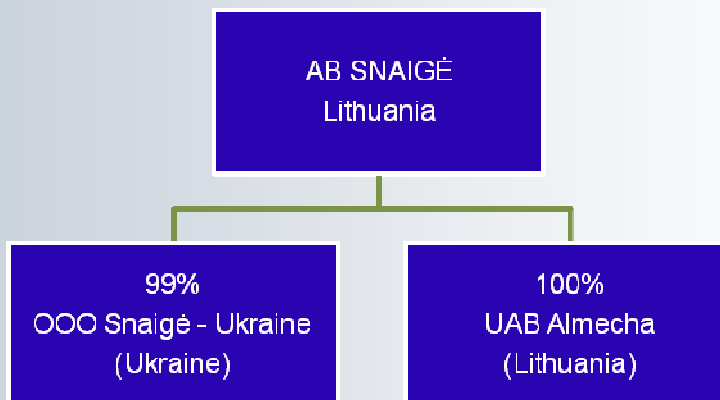 AB SNAIGĖ
Lithuania
99%
OOO Snaigė - Ukraine
(Ukraine)
100%
UAB Almecha
(Lithuania)